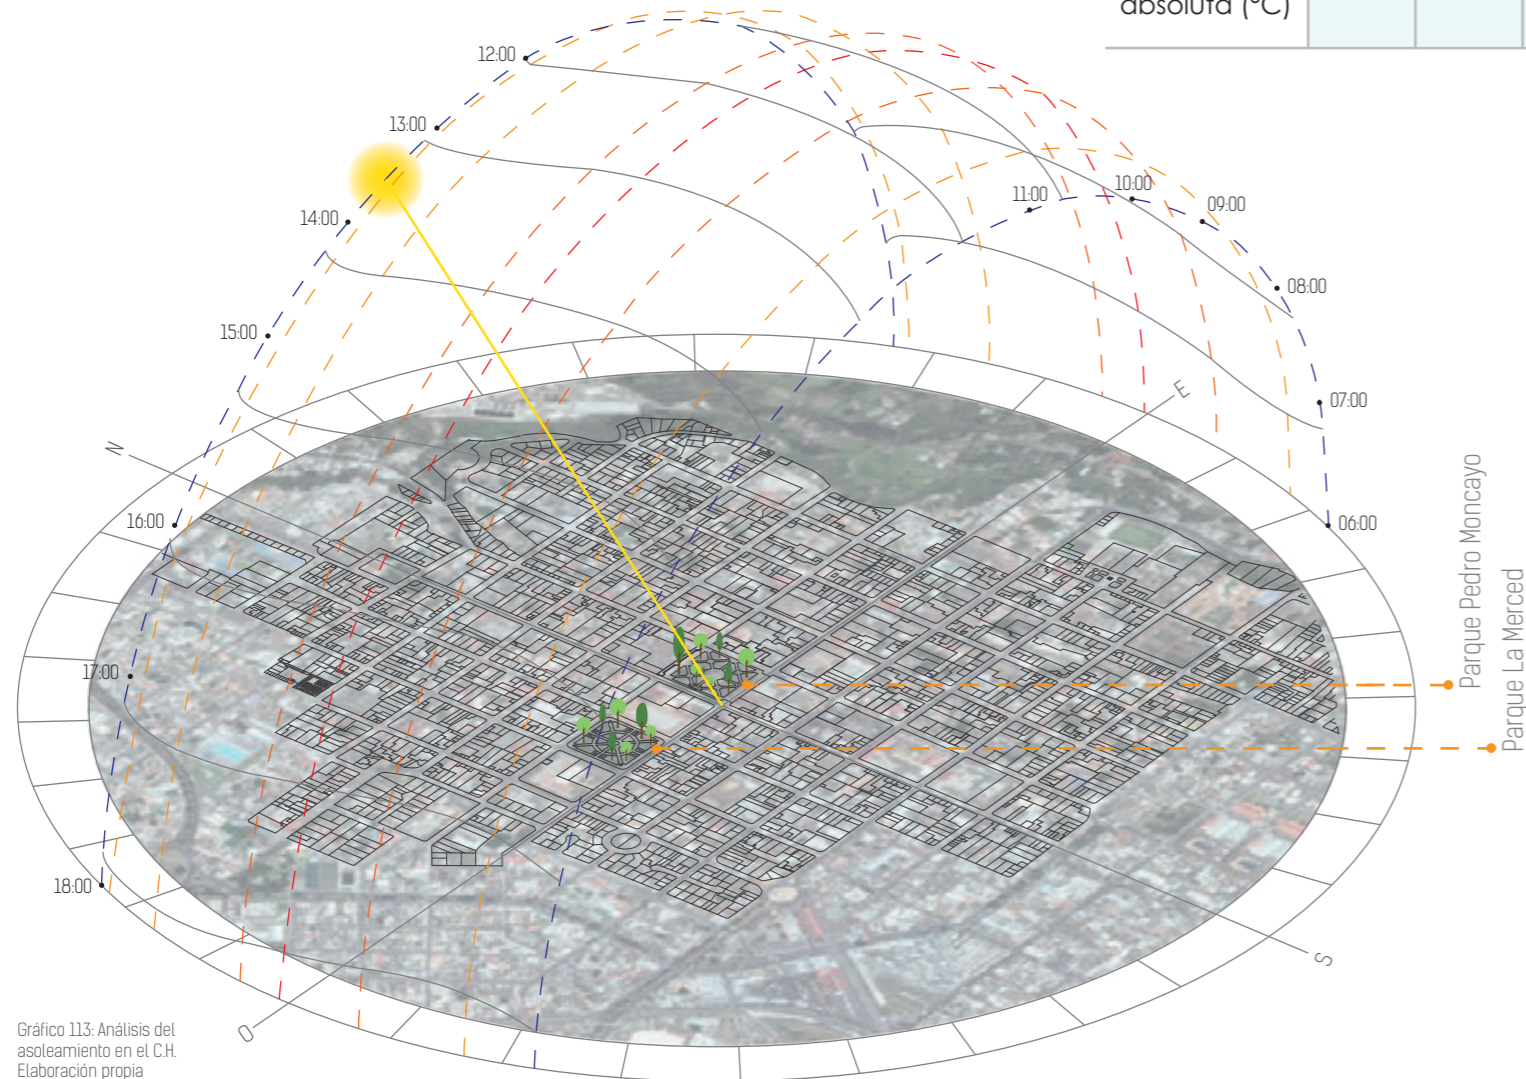 absoluta (°C)
12:00
13:00
14:00
15:00
16:00
17:00
18:00
11:00
10:00
09:00
08:00
07:00
06:00
N
E
S
O
Parque Pedro Moncayo
Parque La Merced
Gráfico 113: Análisis del
asoleamiento en el C.H.
Elaboración propia